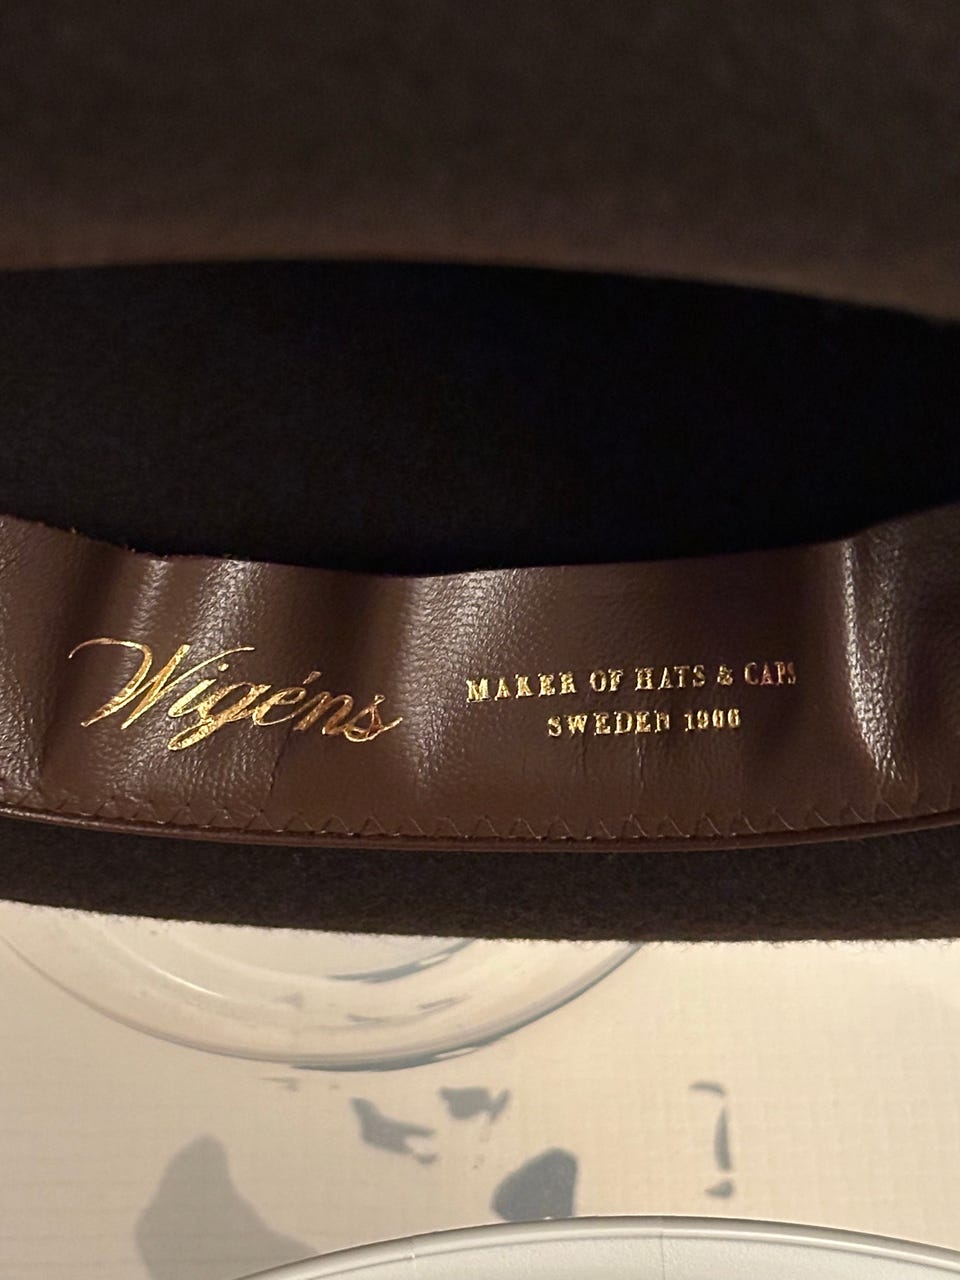 Wigéns
MAKER OF HATS & CAPS
SWEDEN 1906